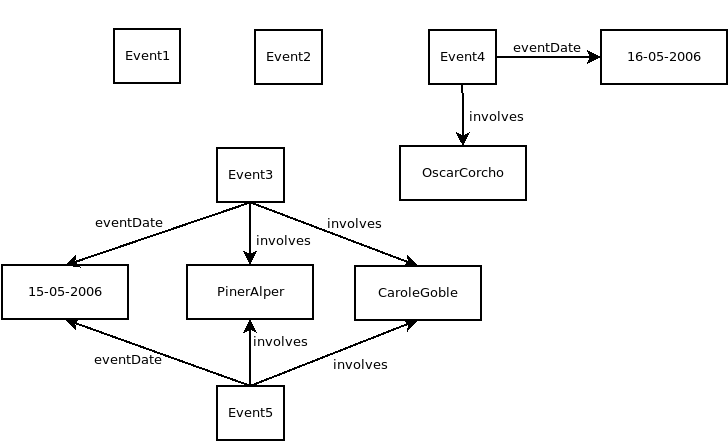 Event1
Event2
Event4
eventDate
16-05-2006
involves
OscarCorcho
Event3
eventDate
involves
involves
15-05-2006
PinerAlper
CaroleGoble
eventDate
involves
involves
Event5